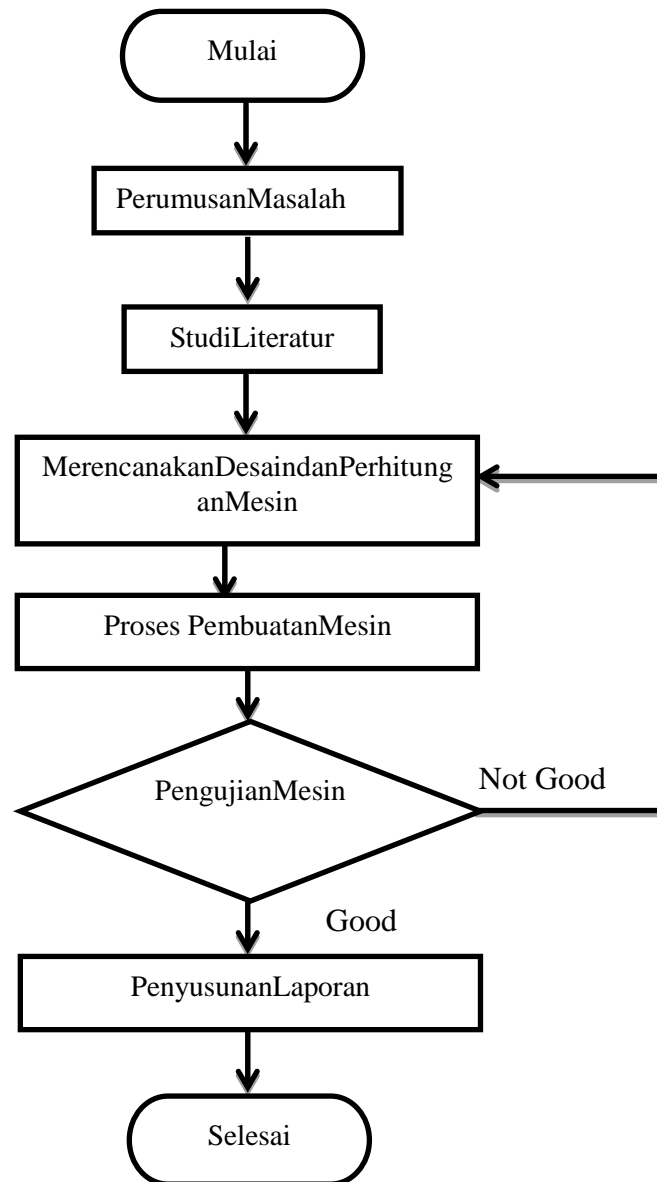 Mulai
PerumusanMasalah
StudiLiteratur
MerencanakanDesaindanPerhitung
anMesin
Proses PembuatanMesin
PengujianMesin
Not Good
Good
PenyusunanLaporan
Selesai